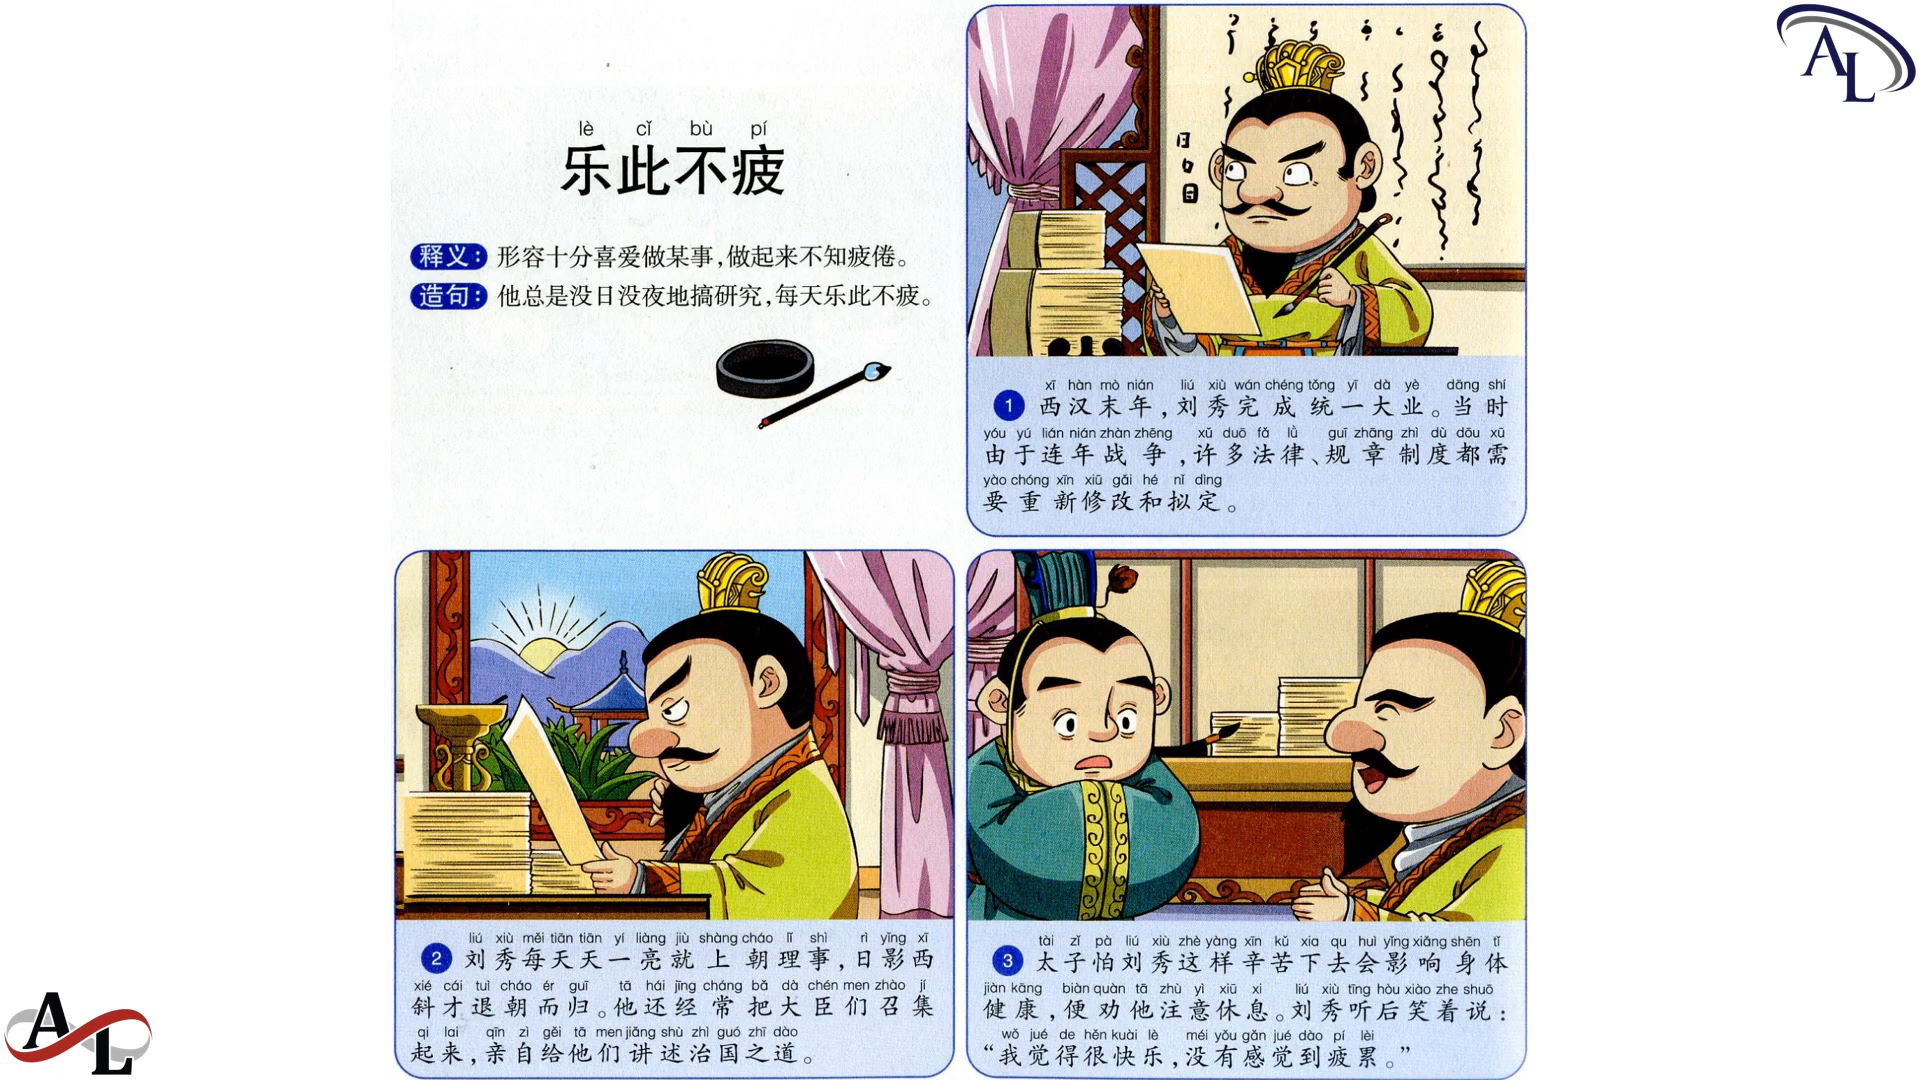 lè cǐ bù pí
乐此不疲
释义：形容十分喜爱做某事，做起来不知疲倦。
造句：他总是没日没夜地搞研究，每天乐此不疲。
xī hàn mò nián liú xiù wán chéng tǒng yī dà yè dāng shí
1 西汉末年，刘秀完成统一大业。当时
yóu yú lián nián zhàn zhēng xǔ duō fǎ lǜ guī zhāng zhì dù dōu xū
由于连年战争，许多法律、规章制度都需
yào chóng xīn xiū gǎi hé nǐ dìng
要重新修改和拟定。
liú xiù měi tiān tiān yí liàng jiù shàng cháo lǐ shì rì yǐng xī
2 刘秀每天天一亮就上朝理事，日影西
xié cái tuì cháo ér guī tā hái jīng cháng bǎ dà chén men zhào jí
斜才退朝而归。他还经常把大臣们召集
qi lai qīn zì gěi tā men jiǎng shù zhì guó zhī dào
起来，亲自给他们讲述治国之道。
tài zǐ pà liú xiù zhè yàng xīn kǔ xia qu huì yǐng xiǎng shēn tǐ
3 太子怕刘秀这样辛苦下去会影响身体
jiàn kāng biàn quàn tā zhù yì xiū xi liú xiù tīng hòu xiào zhe shuō
健康，便劝他注意休息。刘秀听后笑着说：
wǒ jué de hěn kuài lè méi yǒu gǎn jué dào pí lèi
“我觉得很快乐，没有感觉到疲累。”
AL
AL